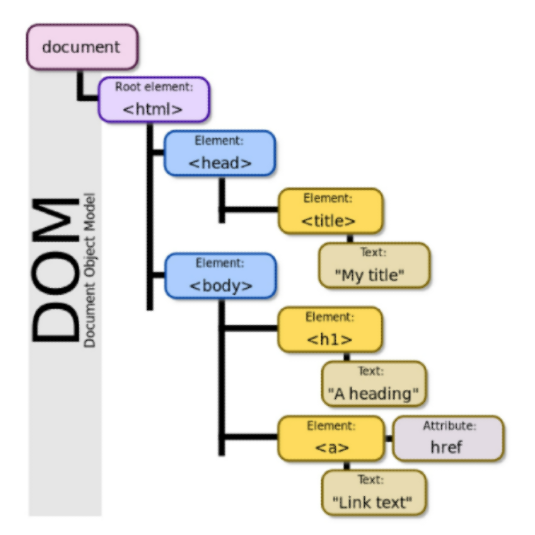 document
Root element:
<html>
Element:
<head>
Element:
<title>
Text:
"My title"
Element:
<body>
Element:
<h1>
Text:
"A heading"
Element:
<a>
Attribute:
href
Text:
"Link text"
DOM
Document Object Model